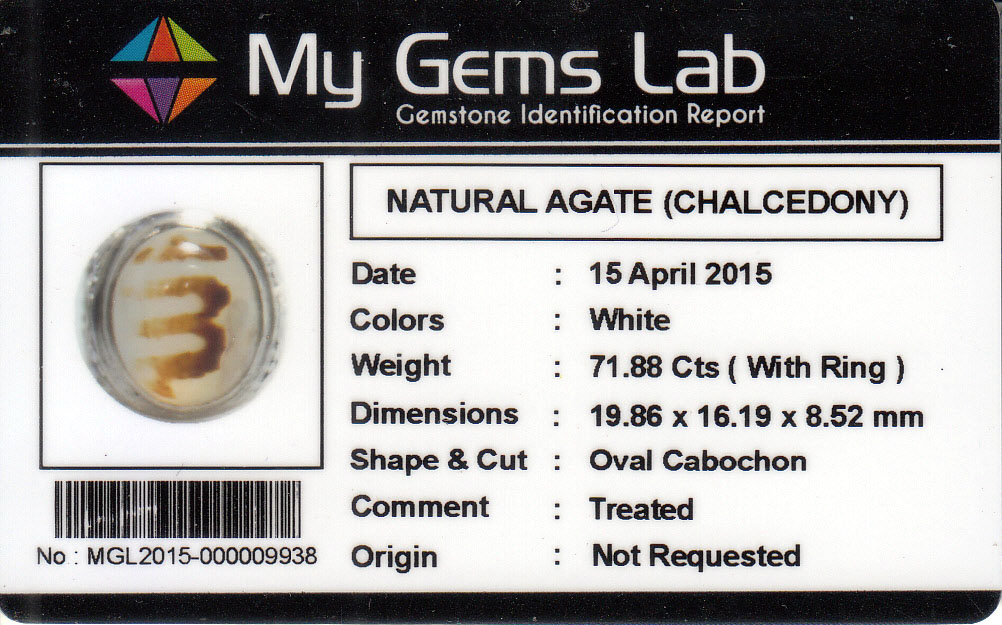 My Gems Lab
Gemstone Identification Report
NATURAL AGATE (CHALCEDONY)
Date : 15 April 2015
Colors : White
Weight : 71.88 Cts ( With Ring )
Dimensions : 19.86 x 16.19 x 8.52 mm
Shape & Cut : Oval Cabochon
Comment : Treated
Origin : Not Requested
No : MGL2015-000009938